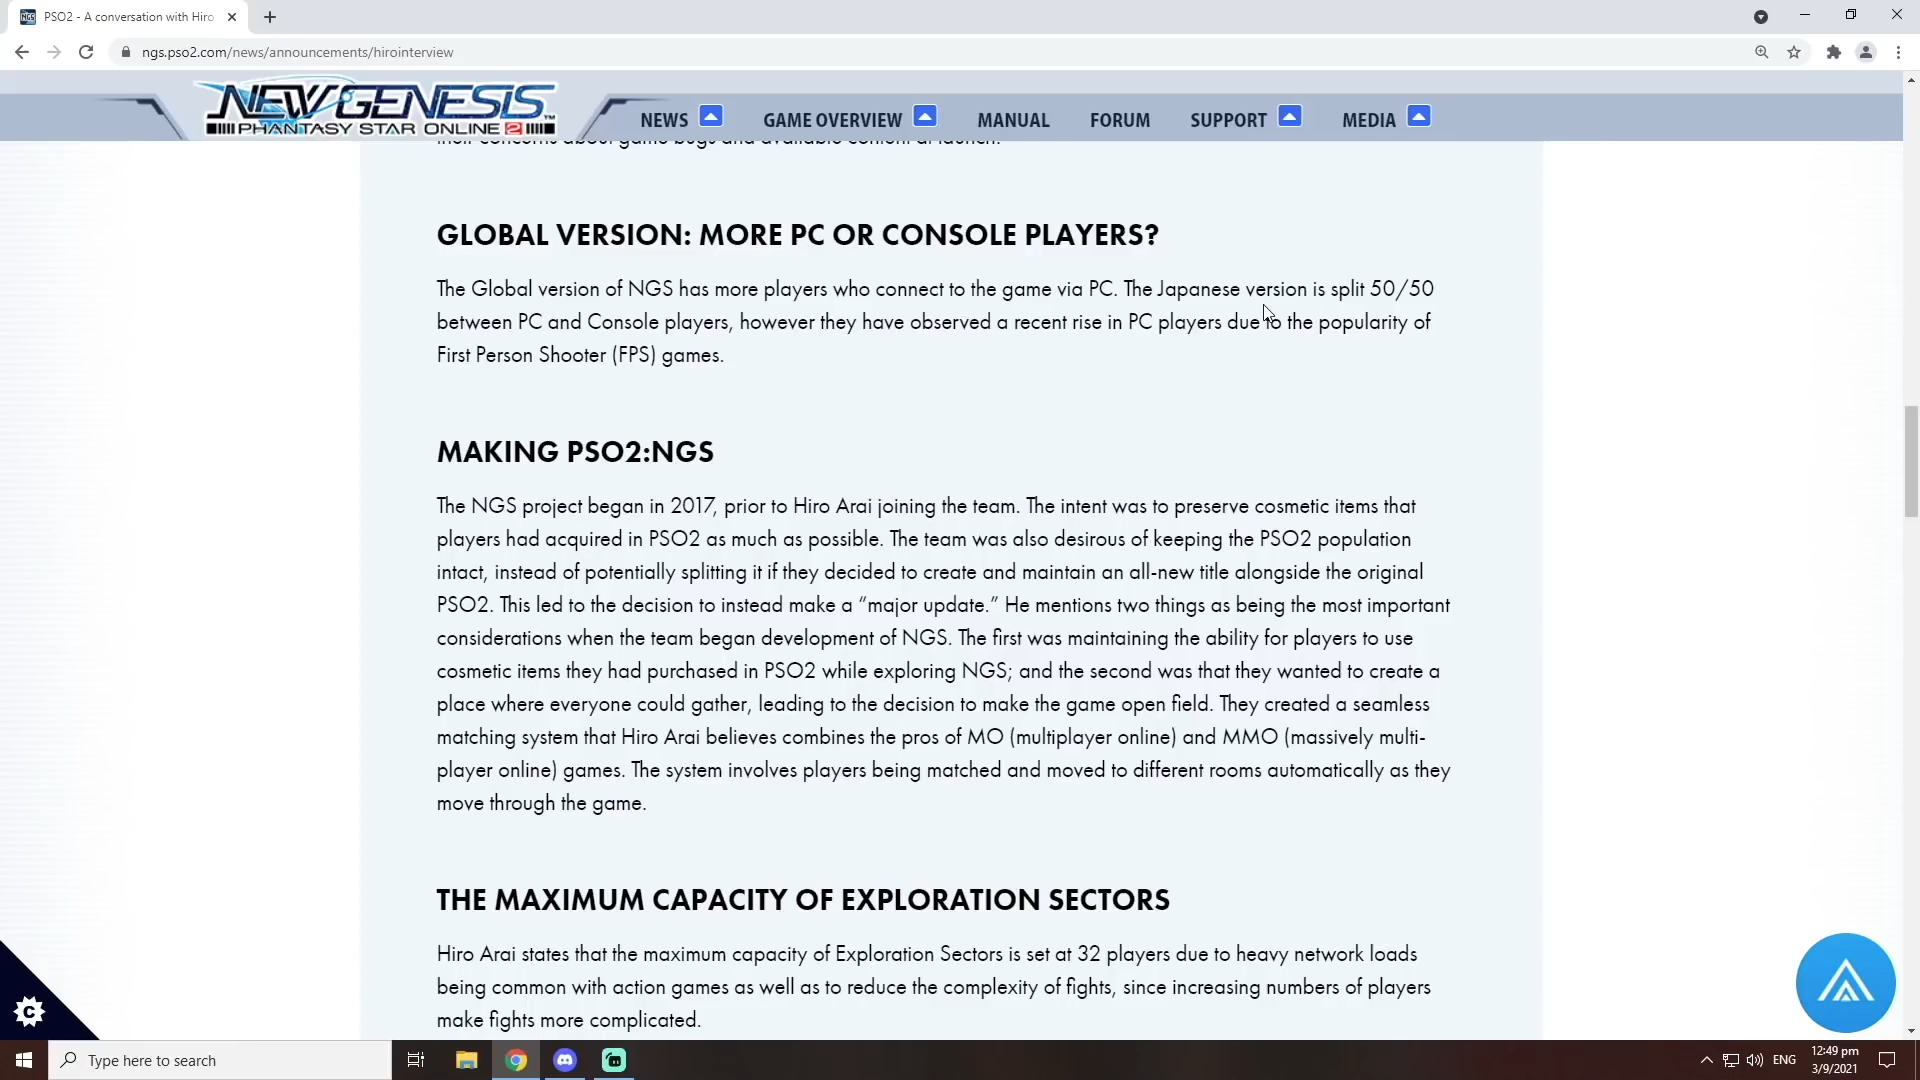 PSO2 - A conversation with Hiro
ngs.pso2.com/news/announcements/hirointerview
NEW GENESIS
PHANTASY STAR ONLINE 2
NEWS
GAME OVERVIEW
MANUAL
FORUM
SUPPORT
MEDIA
their concerns about game bugs and available content at launch.
GLOBAL VERSION: MORE PC OR CONSOLE PLAYERS?
The Global version of NGS has more players who connect to the game via PC. The Japanese version is split 50/50
between PC and Console players, however they have observed a recent rise in PC players due to the popularity of
First Person Shooter (FPS) games.
MAKING PSO2:NGS
The NGS project began in 2017, prior to Hiro Arai joining the team. The intent was to preserve cosmetic items that
players had acquired in PSO2 as much as possible. The team was also desirous of keeping the PSO2 population
intact, instead of potentially splitting it if they decided to create and maintain an all-new title alongside the original
PSO2. This led to the decision to instead make a “major update.” He mentions two things as being the most important
considerations when the team began development of NGS. The first was maintaining the ability for players to use
cosmetic items they had purchased in PSO2 while exploring NGS; and the second was that they wanted to create a
place where everyone could gather, leading to the decision to make the game open field. They created a seamless
matching system that Hiro Arai believes combines the pros of MO (multiplayer online) and MMO (massively multi-
player online) games. The system involves players being matched and moved to different rooms automatically as they
move through the game.
THE MAXIMUM CAPACITY OF EXPLORATION SECTORS
Hiro Arai states that the maximum capacity of Exploration Sectors is set at 32 players due to heavy network loads
being common with action games as well as to reduce the complexity of fights, since increasing numbers of players
make fights more complicated.
Type here to search
ENG
12:49 pm
3/9/2021